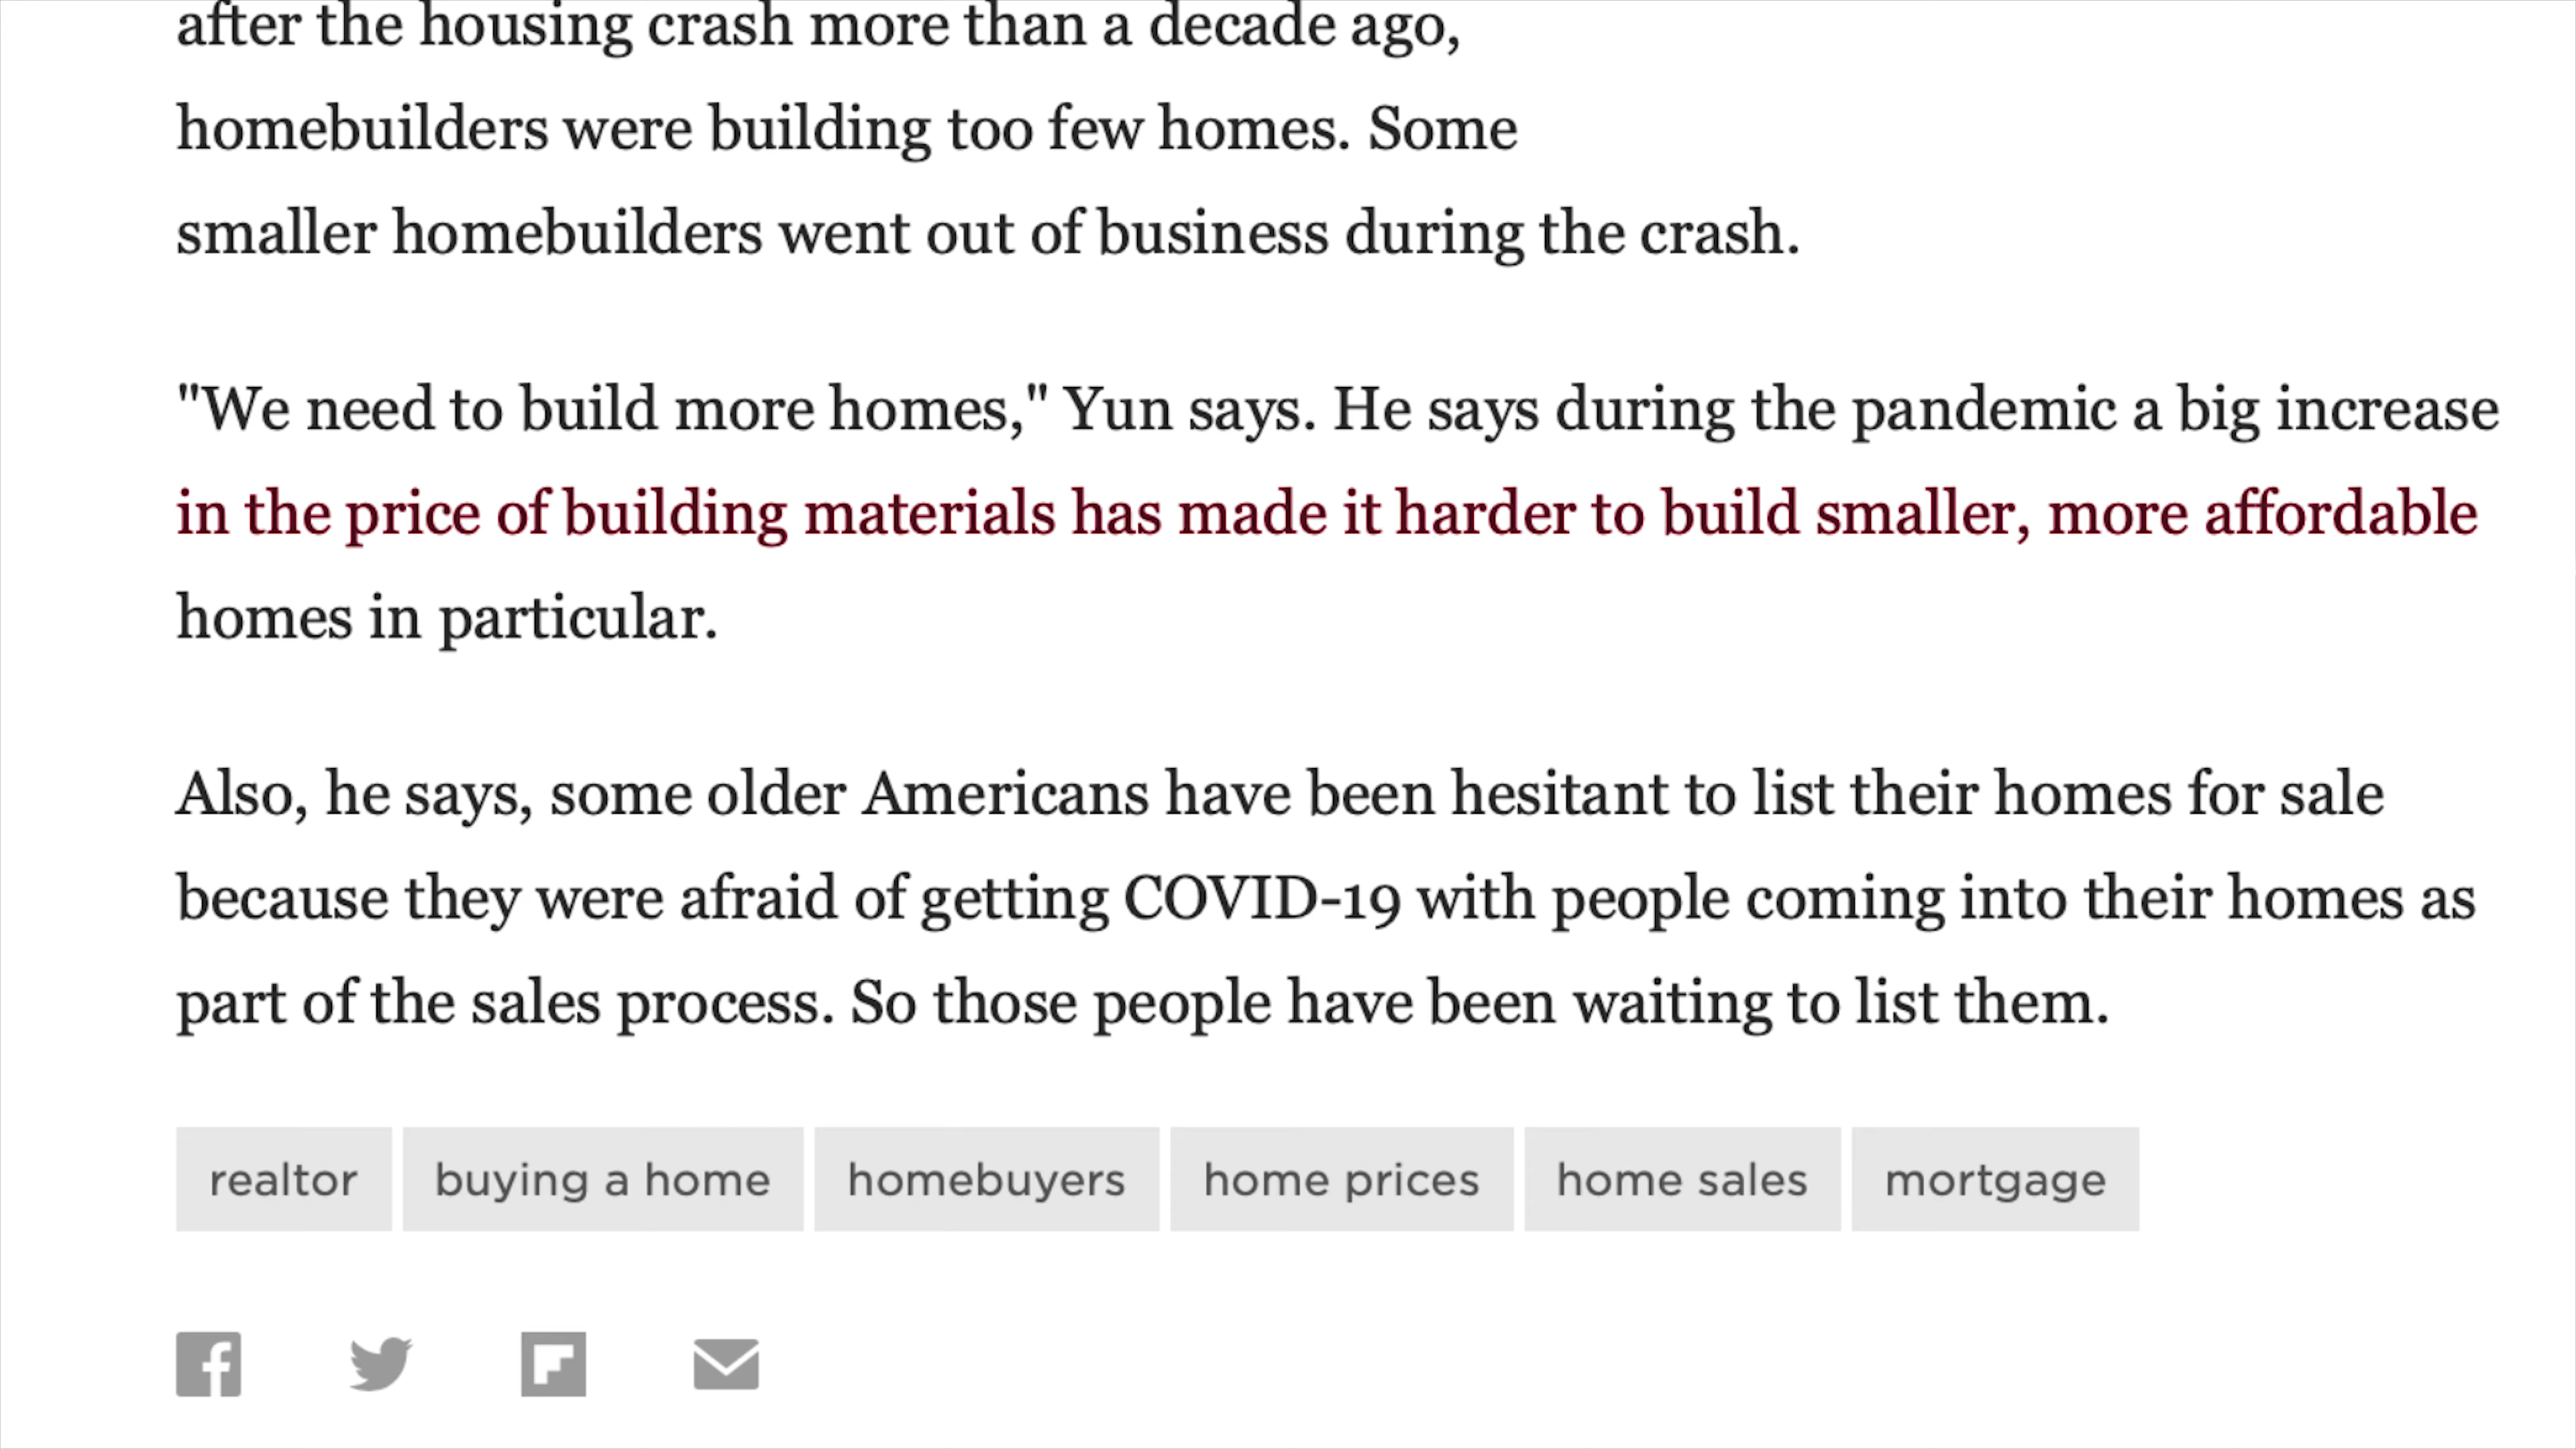 after the housing crash more than a decade ago,
homebuilders were building too few homes. Some
smaller homebuilders went out of business during the crash.
"We need to build more homes," Yun says. He says during the pandemic a big increase
in the price of building materials has made it harder to build smaller, more affordable
homes in particular.
Also, he says, some older Americans have been hesitant to list their homes for sale
because they were afraid of getting COVID-19 with people coming into their homes as
part of the sales process. So those people have been waiting to list them.
realtor buying a home homebuyers home prices home sales mortgage